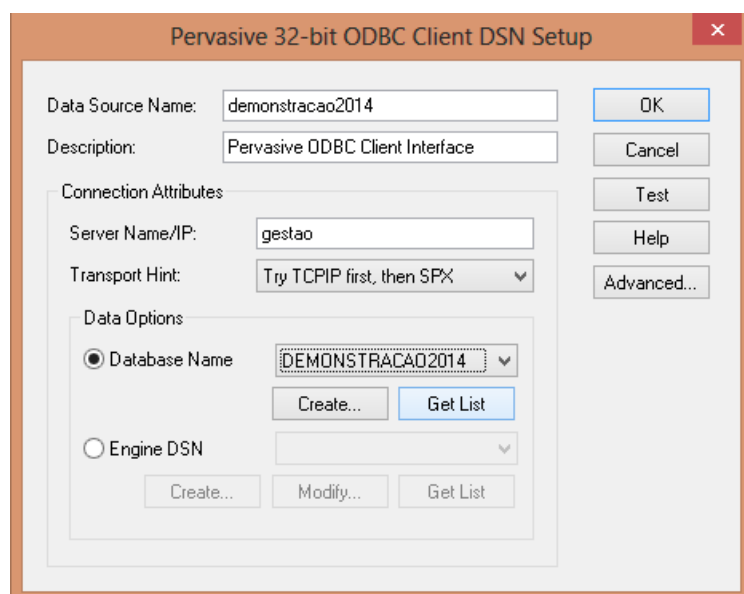 Pervasive 32-bit ODBC Client DSN Setup
Data Source Name: demonstracao2014 OK
Description: Pervasive ODBC Client Interface Cancel
Connection Attributes Test
Server Name/IP: gestao Help
Transport Hint: Try TCPIP first, then SPX Advanced...
Data Options
Database Name DEMONSTRACAO2014
Create... Get List
Engine DSN
Create... Modify... Get List